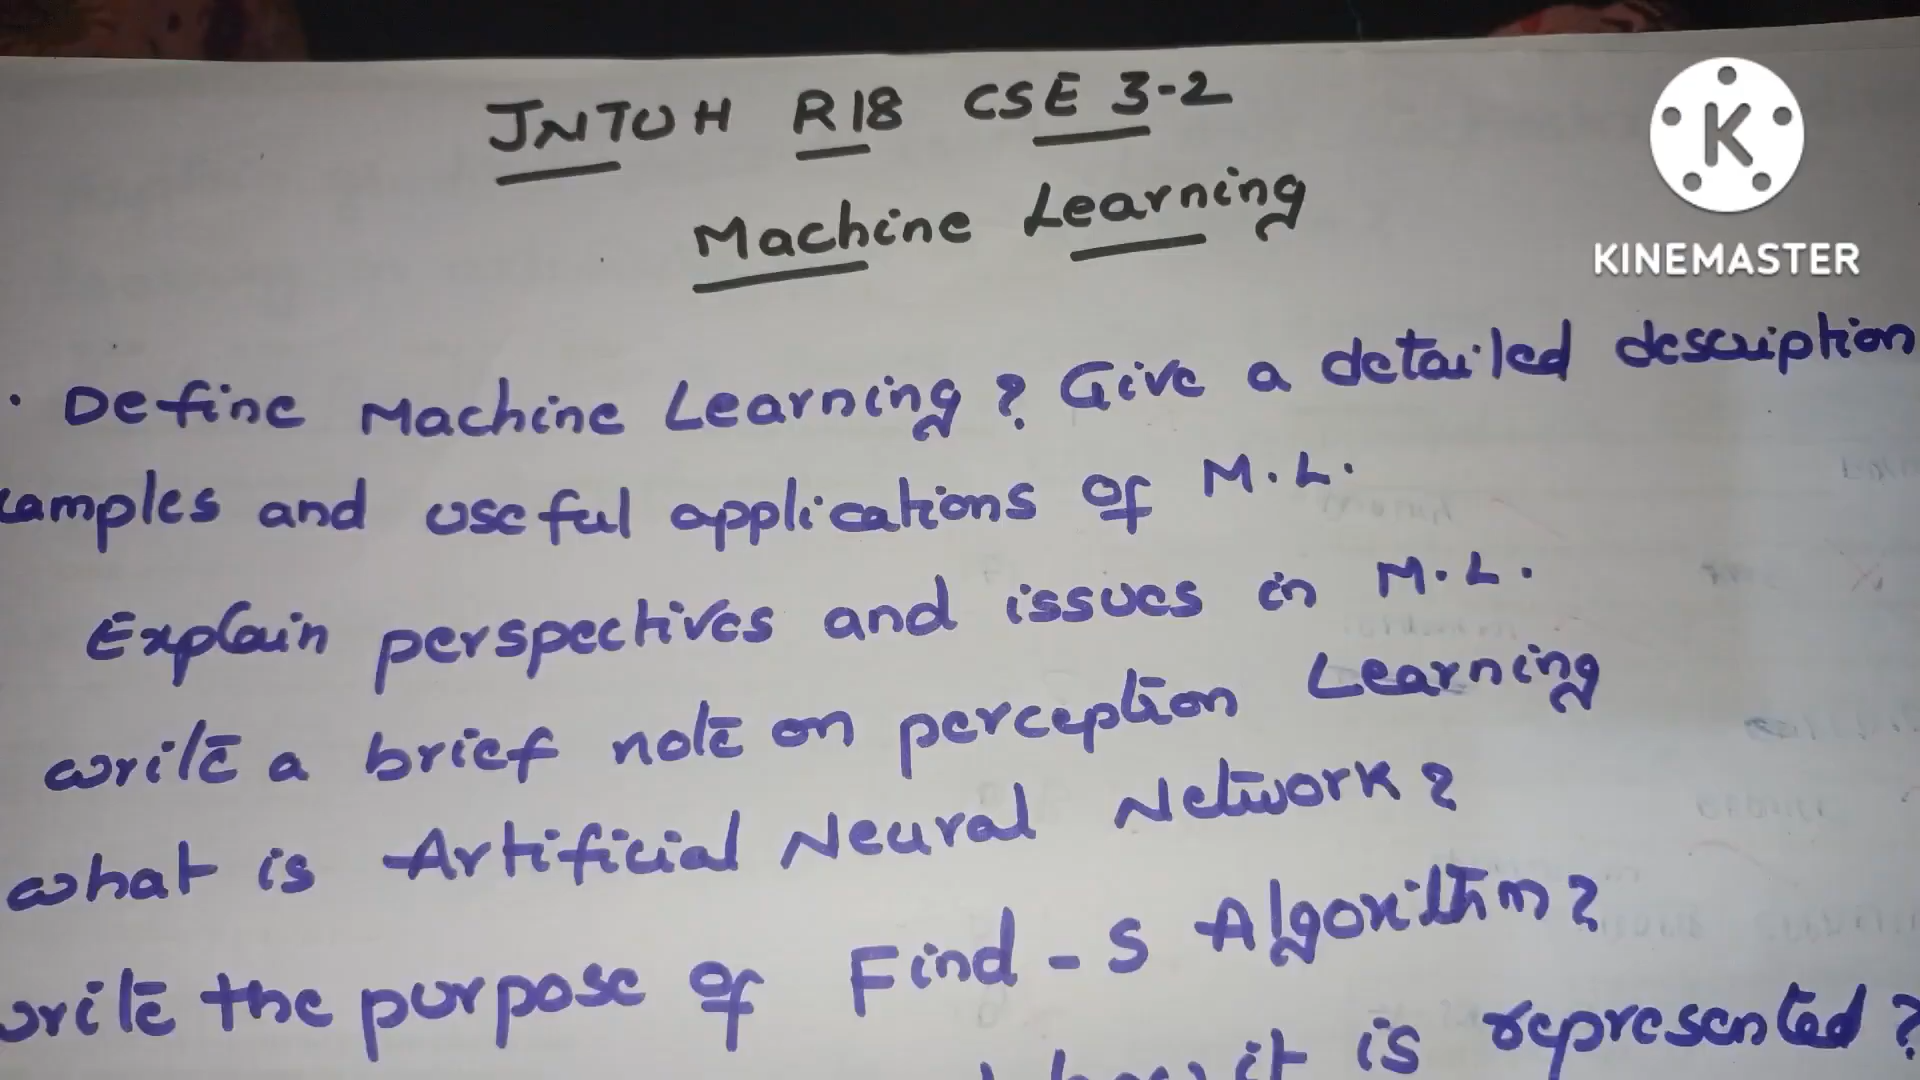 JNTUH R18 CSE 3-2
Machine Learning
K
KINEMASTER
. Define Machine Learning? Give a detailed description
amples and useful applications of M.L.
Explain perspectives and issues in M.L.
write a brief note on perception Learning
what is Artificial Neural Network?
write the purpose of Find-S Algorithm?
it is represented?